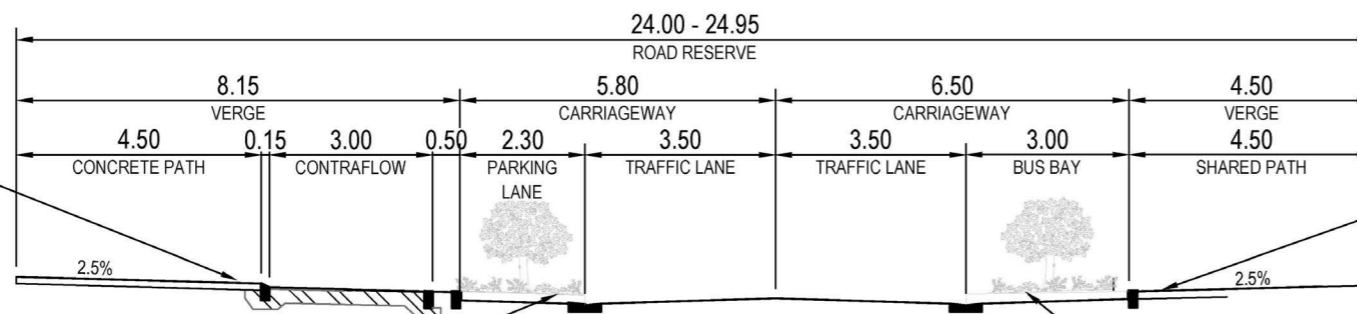 24.00 - 24.95
ROAD RESERVE
8.15 5.80 6.50 4.50
VERGE CARRIAGEWAY CARRIAGEWAY VERGE
4.50 0.15 3.00 0.50 2.30 3.50 3.50 3.00 4.50
CONCRETE PATH CONTRAFLOW PARKING TRAFFIC LANE TRAFFIC LANE BUS BAY SHARED PATH
LANE
2.5% 2.5%